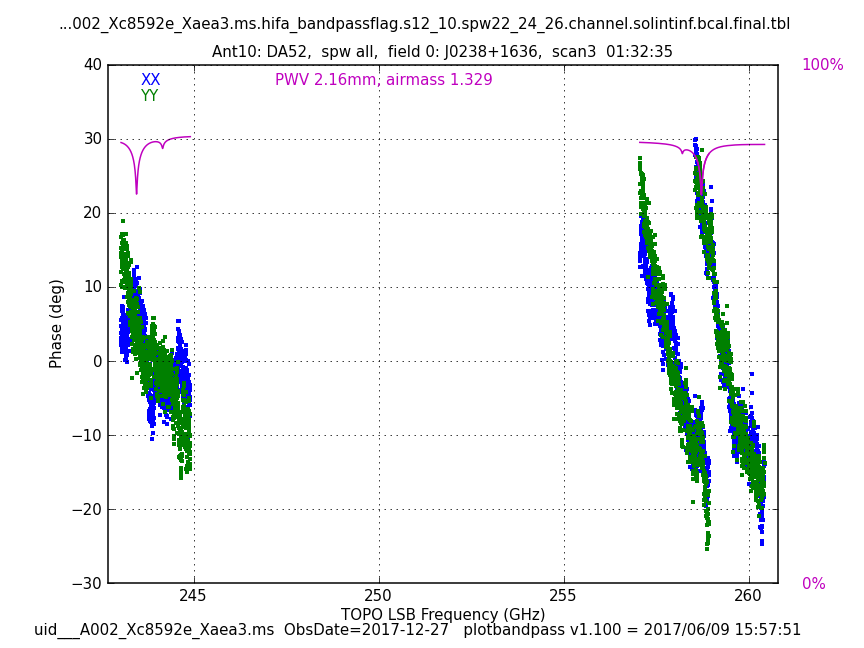 ...002_Xc8592e_Xaea3.ms.hifa_bandpassflag.s12_10.spw22_24_26.channel.solintinf.bcal.final.tbl
Ant10: DA52,  spw all,  field 0: J0238+1636,  scan3  01:32:35
40 XX PWV 2.16mm, airmass 1.329 100%
YY
30
20
10
0
−10
−20
−30 0%
Phase (deg)
245 250 255 260
TOPO LSB Frequency (GHz)
uid___A002_Xc8592e_Xaea3.ms  ObsDate=2017-12-27   plotbandpass v1.100 = 2017/06/09 15:57:51